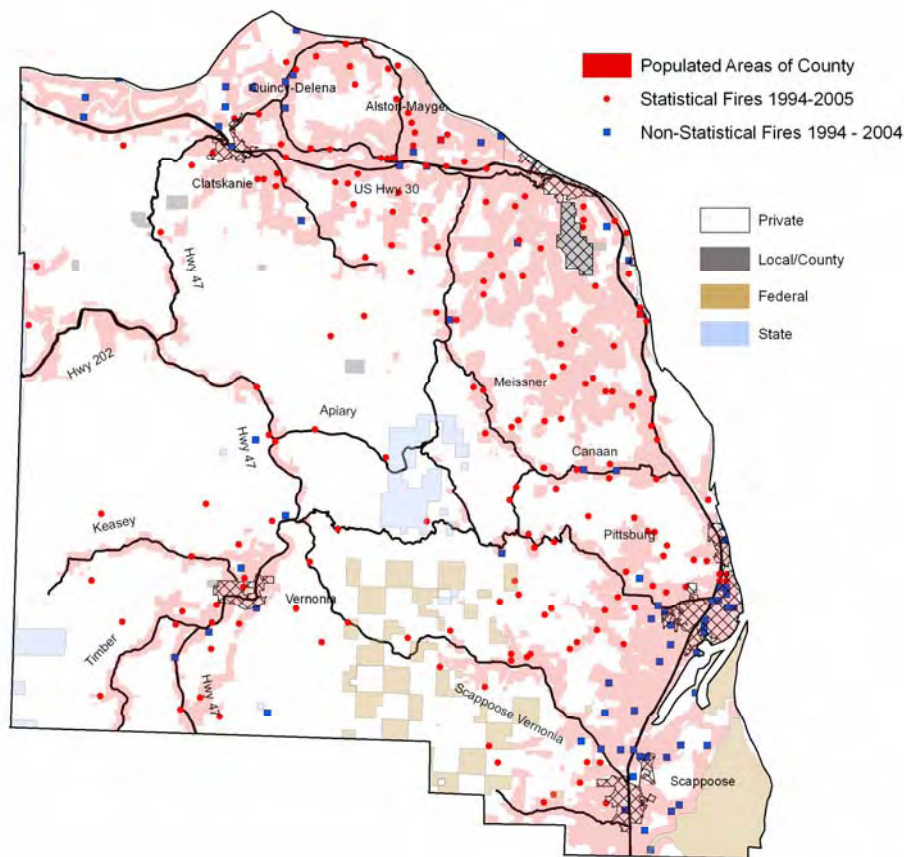 Populated Areas of County
Statistical Fires 1994-2005
Non-Statistical Fires 1994 - 2004
Private
Local/County
Federal
State
Quincy-Delena
Alston-Mayger
Clatskanie
US Hwy 30
Hwy 47
Hwy 202
Meissner
Apiary
Hwy 47
Canaan
Keasey
Pittsburg
Vernonia
Timber
Hwy 47
Scappoose Vernonia
Scappoose